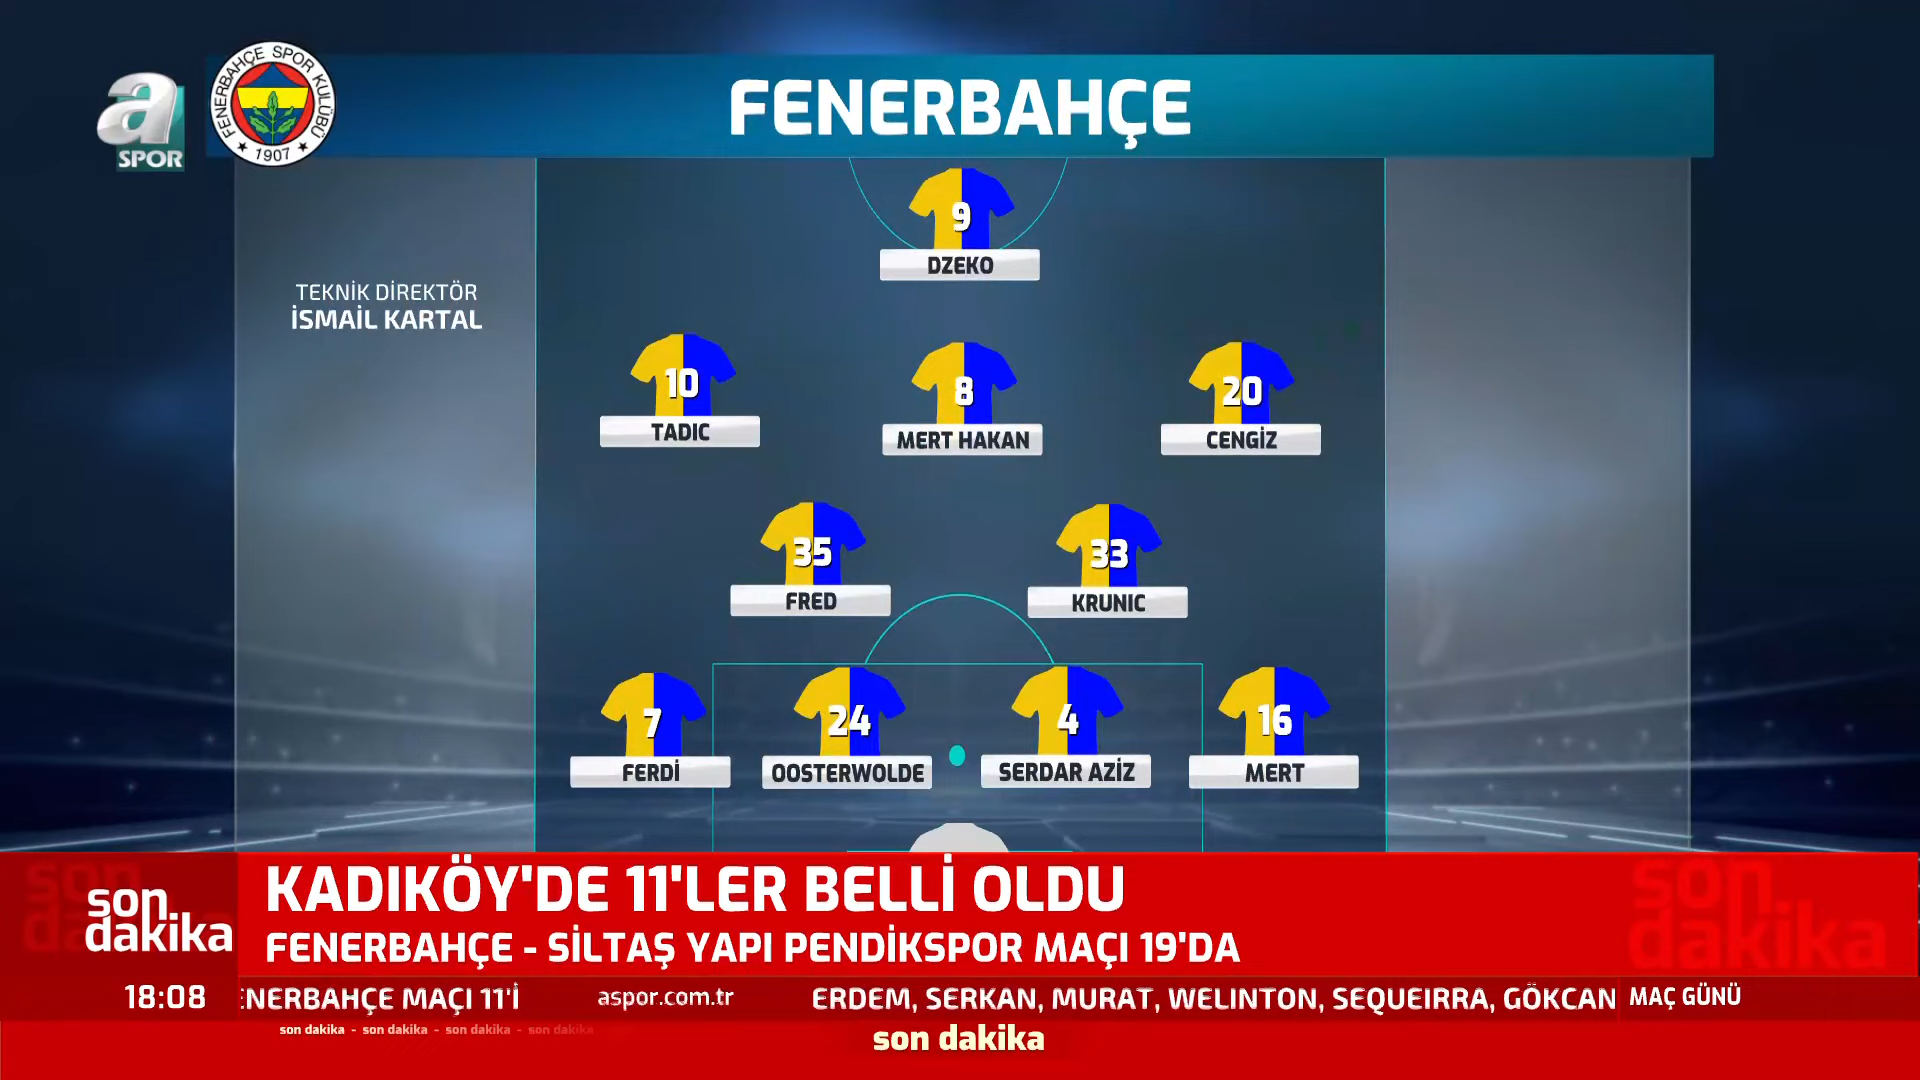 a
SPOR
FENERBAHÇE SPOR KULÜBÜ
★ 1907 ★
FENERBAHÇE
TEKNİK DİREKTÖR
İSMAİL KARTAL
9
DZEKO
10
TADIC
8
MERT HAKAN
20
CENGİZ
35
FRED
33
KRUNIC
7
FERDİ
24
OOSTERWOLDE
4
SERDAR AZİZ
16
MERT
son
dakika
KADIKÖY'DE 11'LER BELLİ OLDU
FENERBAHÇE - SİLTAŞ YAPI PENDİKSPOR MAÇI 19'DA
son
dakika
18:08
ENERBAHÇE MAÇI 11'İ
aspor.com.tr
ERDEM, SERKAN, MURAT, WELINTON, SEQUEIRRA, GÖKCAN
MAÇ GÜNÜ
son dakika - son dakika - son dakika - son dakika
son dakika